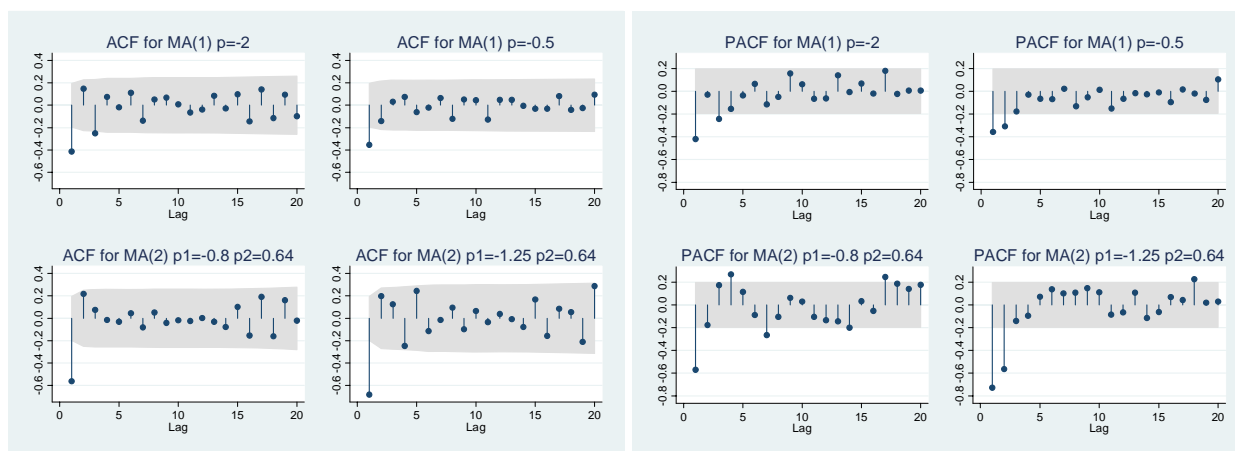 ACF for MA(1) p=-2
-0.6 -0.4 -0.2 0.0 0.2 0.4
0 5 10 15 20
Lag
ACF for MA(1) p=-0.5
-0.6 -0.4 -0.2 0.0 0.2 0.4
0 5 10 15 20
Lag
ACF for MA(2) p1=-0.8 p2=0.64
-0.6 -0.4 -0.2 0.0 0.2 0.4
0 5 10 15 20
Lag
ACF for MA(2) p1=-1.25 p2=0.64
-0.6 -0.4 -0.2 0.0 0.2 0.4
0 5 10 15 20
Lag
PACF for MA(1) p=-2
-0.8 -0.6 -0.4 -0.2 0.0 0.2
0 5 10 15 20
Lag
PACF for MA(1) p=-0.5
-0.8 -0.6 -0.4 -0.2 0.0 0.2
0 5 10 15 20
Lag
PACF for MA(2) p1=-0.8 p2=0.64
-0.8 -0.6 -0.4 -0.2 0.0 0.2
0 5 10 15 20
Lag
PACF for MA(2) p1=-1.25 p2=0.64
-0.8 -0.6 -0.4 -0.2 0.0 0.2
0 5 10 15 20
Lag